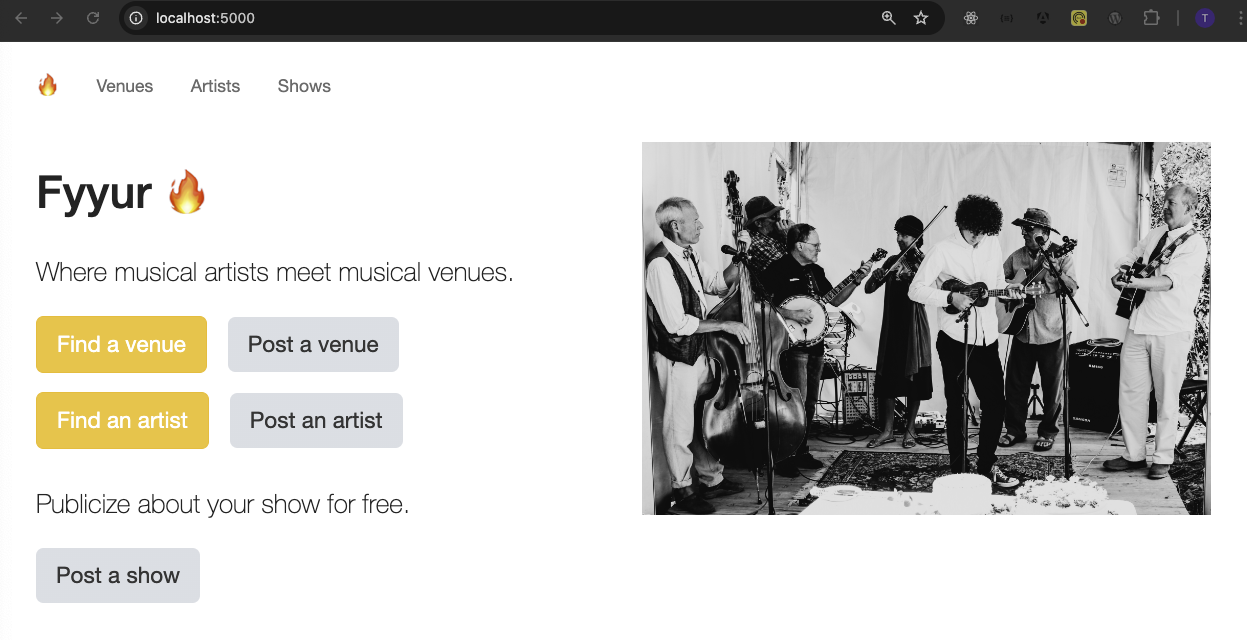 localhost:5000
T
Venues Artists Shows
Fyyur 🔥
Where musical artists meet musical venues.
Find a venue Post a venue
Find an artist Post an artist
Publicize about your show for free.
Post a show